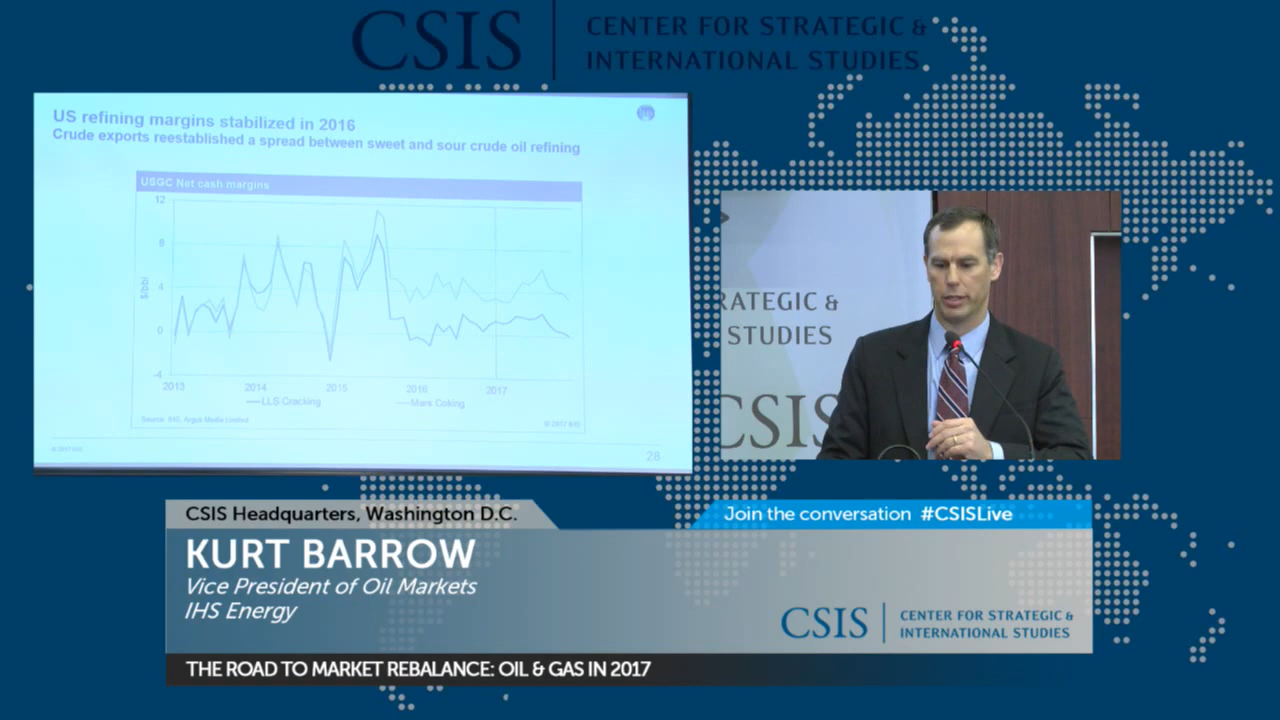 CSIS
CENTER FOR STRATEGIC &
INTERNATIONAL STUDIES
US refining margins stabilized in 2016
Crude exports reestablished a spread between sweet and sour crude oil refining
USGC Net cash margins
12
8
4
0
-4
$/bbl
2013 2014 2015 2016 2017
LLS Cracking Mars Coking
Source: IHS, Argus Media Limited
© 2017 IHS
© 2017 IHS
28
RATEGIC &
STUDIES
CSIS
CSIS Headquarters, Washington D.C.
Join the conversation #CSISLive
KURT BARROW
Vice President of Oil Markets
IHS Energy
CSIS
CENTER FOR STRATEGIC &
INTERNATIONAL STUDIES
THE ROAD TO MARKET REBALANCE: OIL & GAS IN 2017